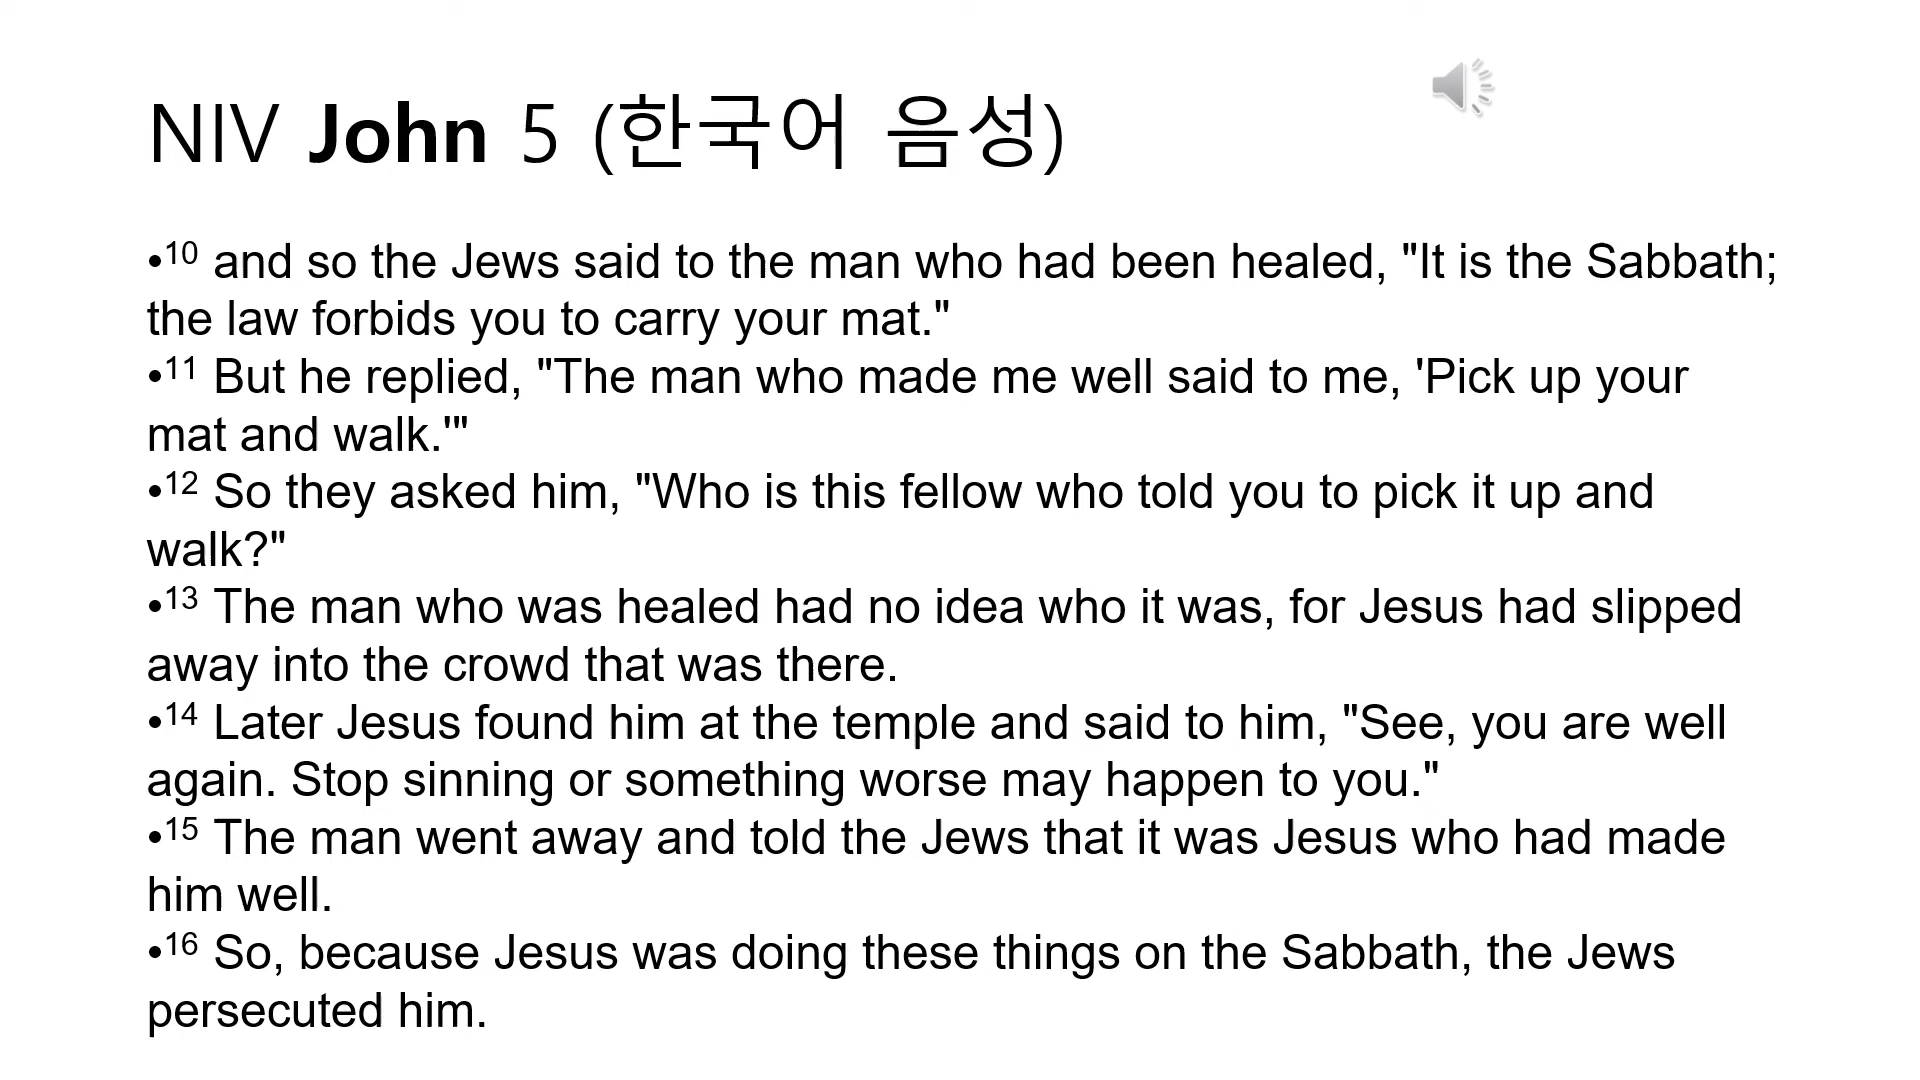 NIV John 5 (한국어 음성)
•10 and so the Jews said to the man who had been healed, "It is the Sabbath;
the law forbids you to carry your mat."
•11 But he replied, "The man who made me well said to me, 'Pick up your
mat and walk.'"
•12 So they asked him, "Who is this fellow who told you to pick it up and
walk?"
•13 The man who was healed had no idea who it was, for Jesus had slipped
away into the crowd that was there.
•14 Later Jesus found him at the temple and said to him, "See, you are well
again. Stop sinning or something worse may happen to you."
•15 The man went away and told the Jews that it was Jesus who had made
him well.
•16 So, because Jesus was doing these things on the Sabbath, the Jews
persecuted him.